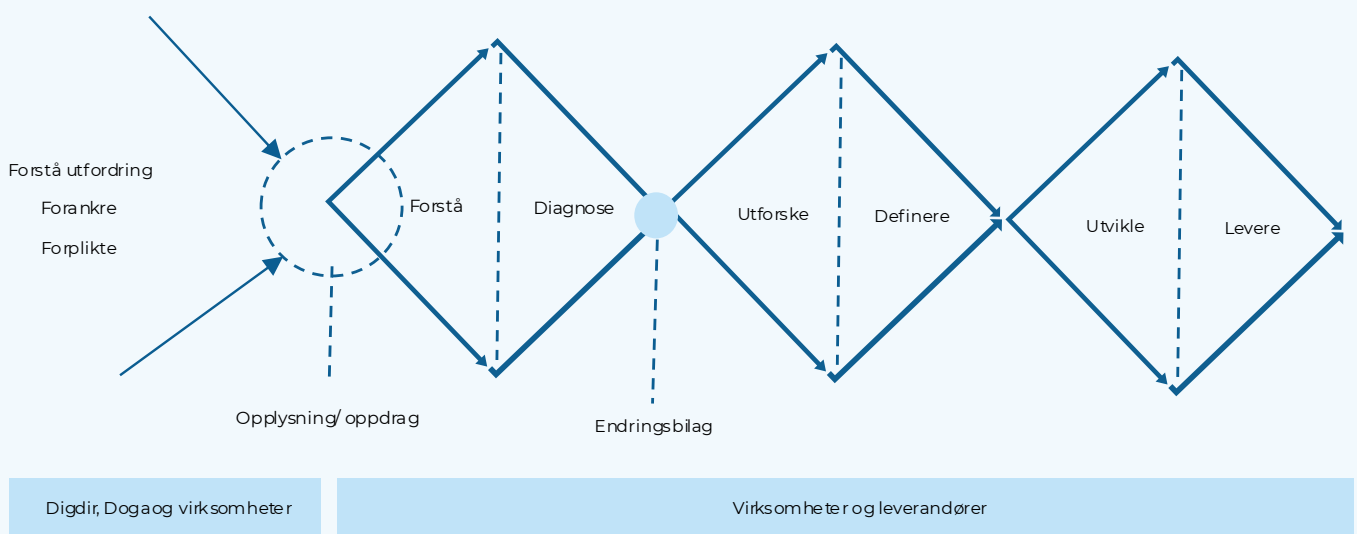 Forstå utfordring
Forankre
Forplikte
Forstå
Diagnose
Utforske
Definere
Utvikle
Levere
Opplysning/ oppdrag
Endringsbilag
Digdir, Dogaog virksomheter
Virksomheter og leverandører